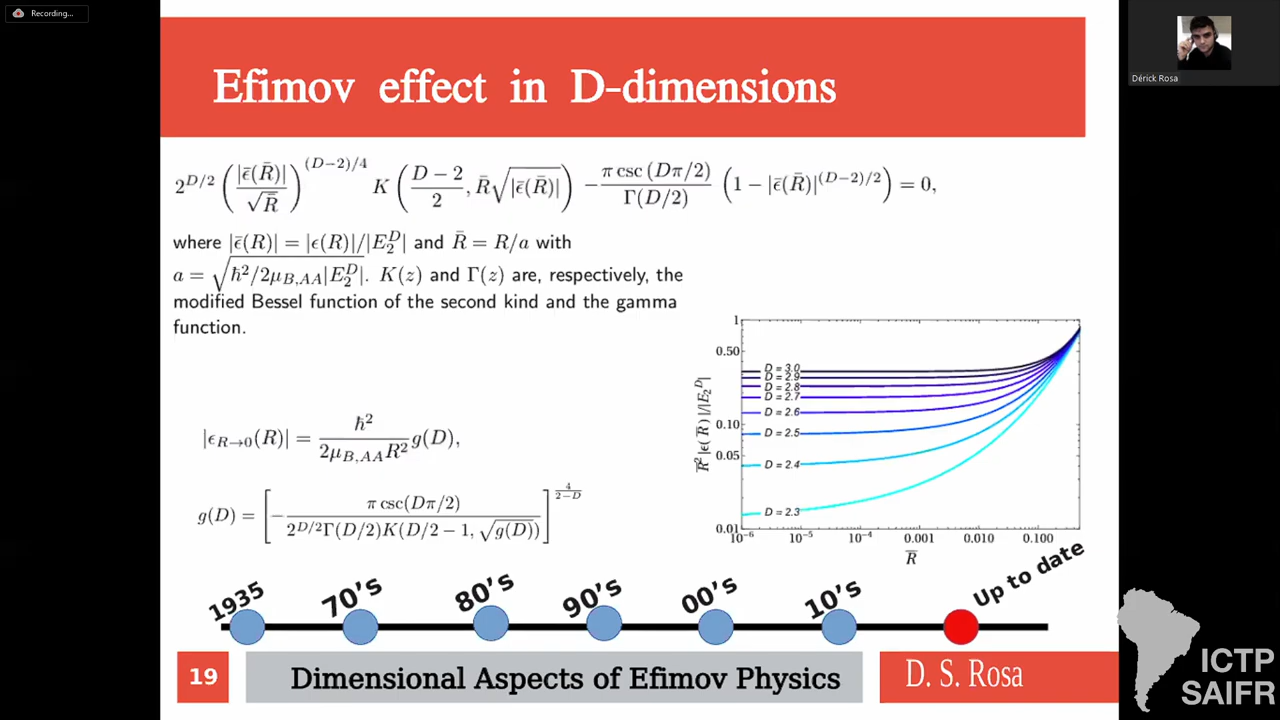 Recording...
Efimov effect in D-dimensions
Dérick Rosa
2^{D/2} (|ε̄(R̄)|/√R̄)^{(D−2)/4} K((D−2)/2, R̄√|ε̄(R̄)|) − (π csc (Dπ/2))/Γ(D/2) (1 − |ε̄(R̄)|^{(D−2)/2}) = 0,
where |ε̄(R)| = |ϵ(R)|/|E₂^D| and R̄ = R/a with
a = √(ħ²/2μ_{B,AA}|E₂^D|). K(z) and Γ(z) are, respectively, the
modified Bessel function of the second kind and the gamma
function.
|ϵ_{R→0}(R)| = ħ²/(2μ_{B,AA}R²) g(D),
g(D) = [− π csc(Dπ/2)/(2^{D/2}Γ(D/2)K(D/2 − 1, √g(D)))]^{4/(2−D)}
1
0.50
0.10
0.05
0.01
R̄² |ϵ(R̄)|/|E₂^D|
D = 3.0
D = 2.9
D = 2.8
D = 2.7
D = 2.6
D = 2.5
D = 2.4
D = 2.3
10⁻⁶ 10⁻⁵ 10⁻⁴ 0.001 0.010 0.100
R̄
1935 70's 80's 90's 00's 10's Up to date
19 Dimensional Aspects of Efimov Physics D. S. Rosa
ICTP
SAIFR